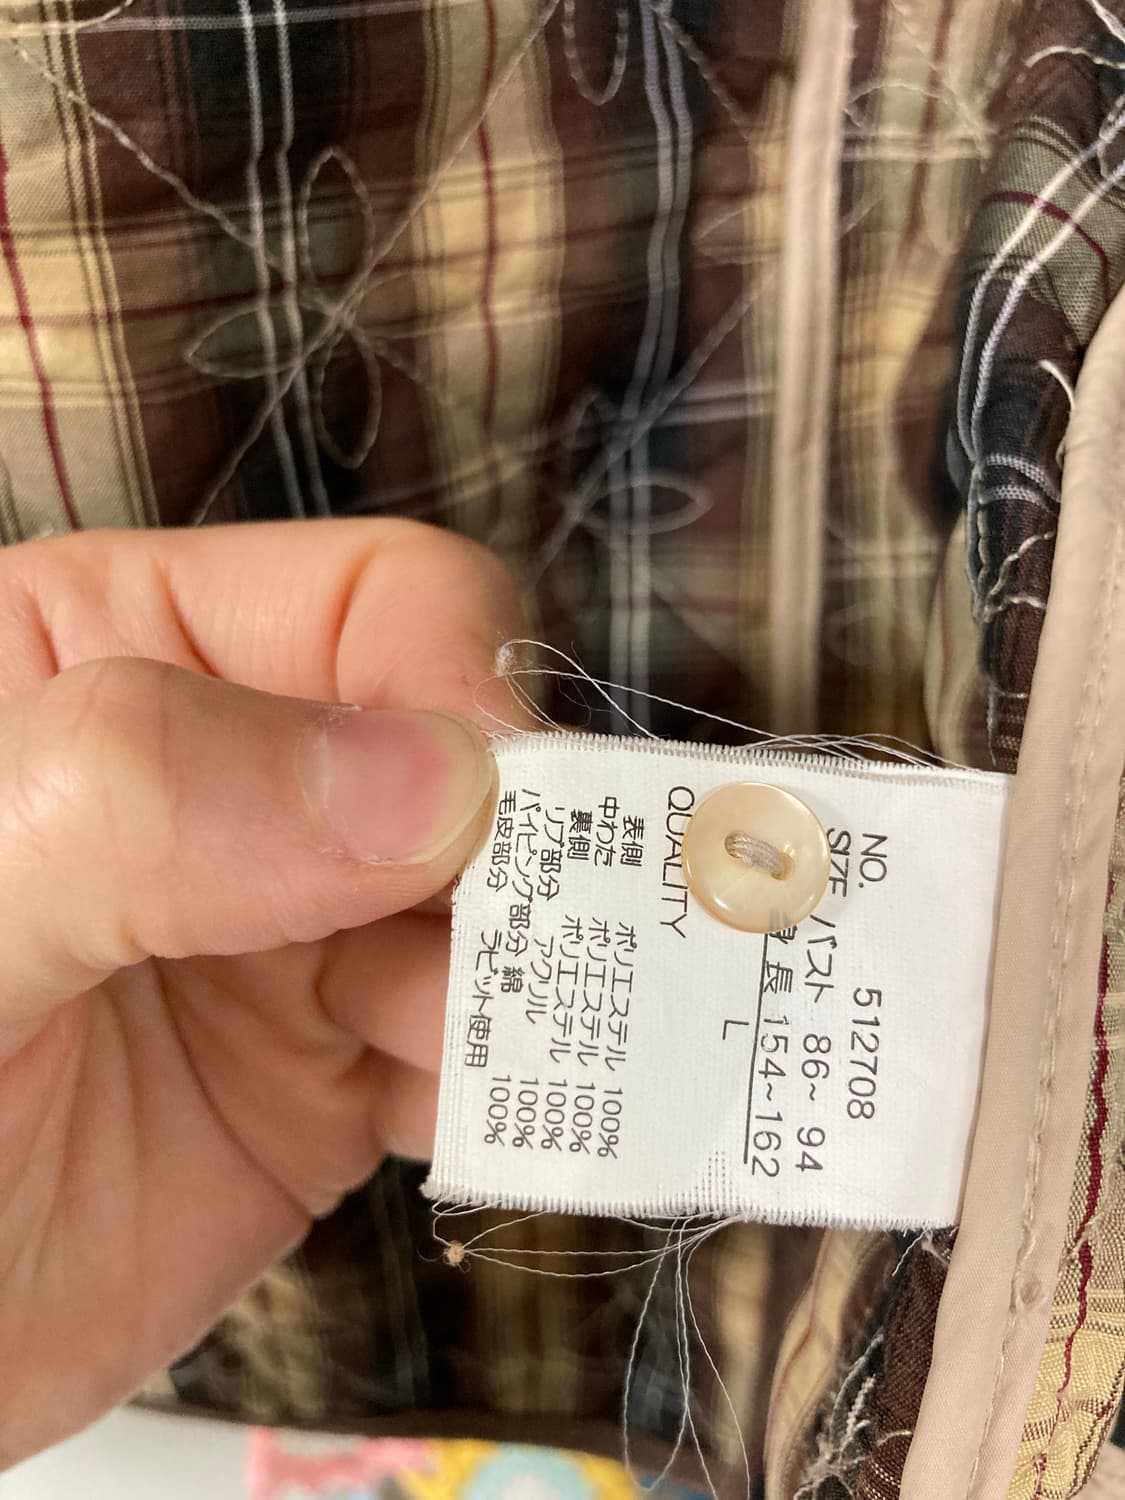 NO. 512708
SIZE バスト 86~ 94
身長 154~162
L
QUALITY
表側 ポリエステル 100%
中わた ポリエステル 100%
裏側 ポリエステル 100%
リブ部分 アクリル 100%
パイピング部分 綿 100%
毛皮部分 ラビット使用